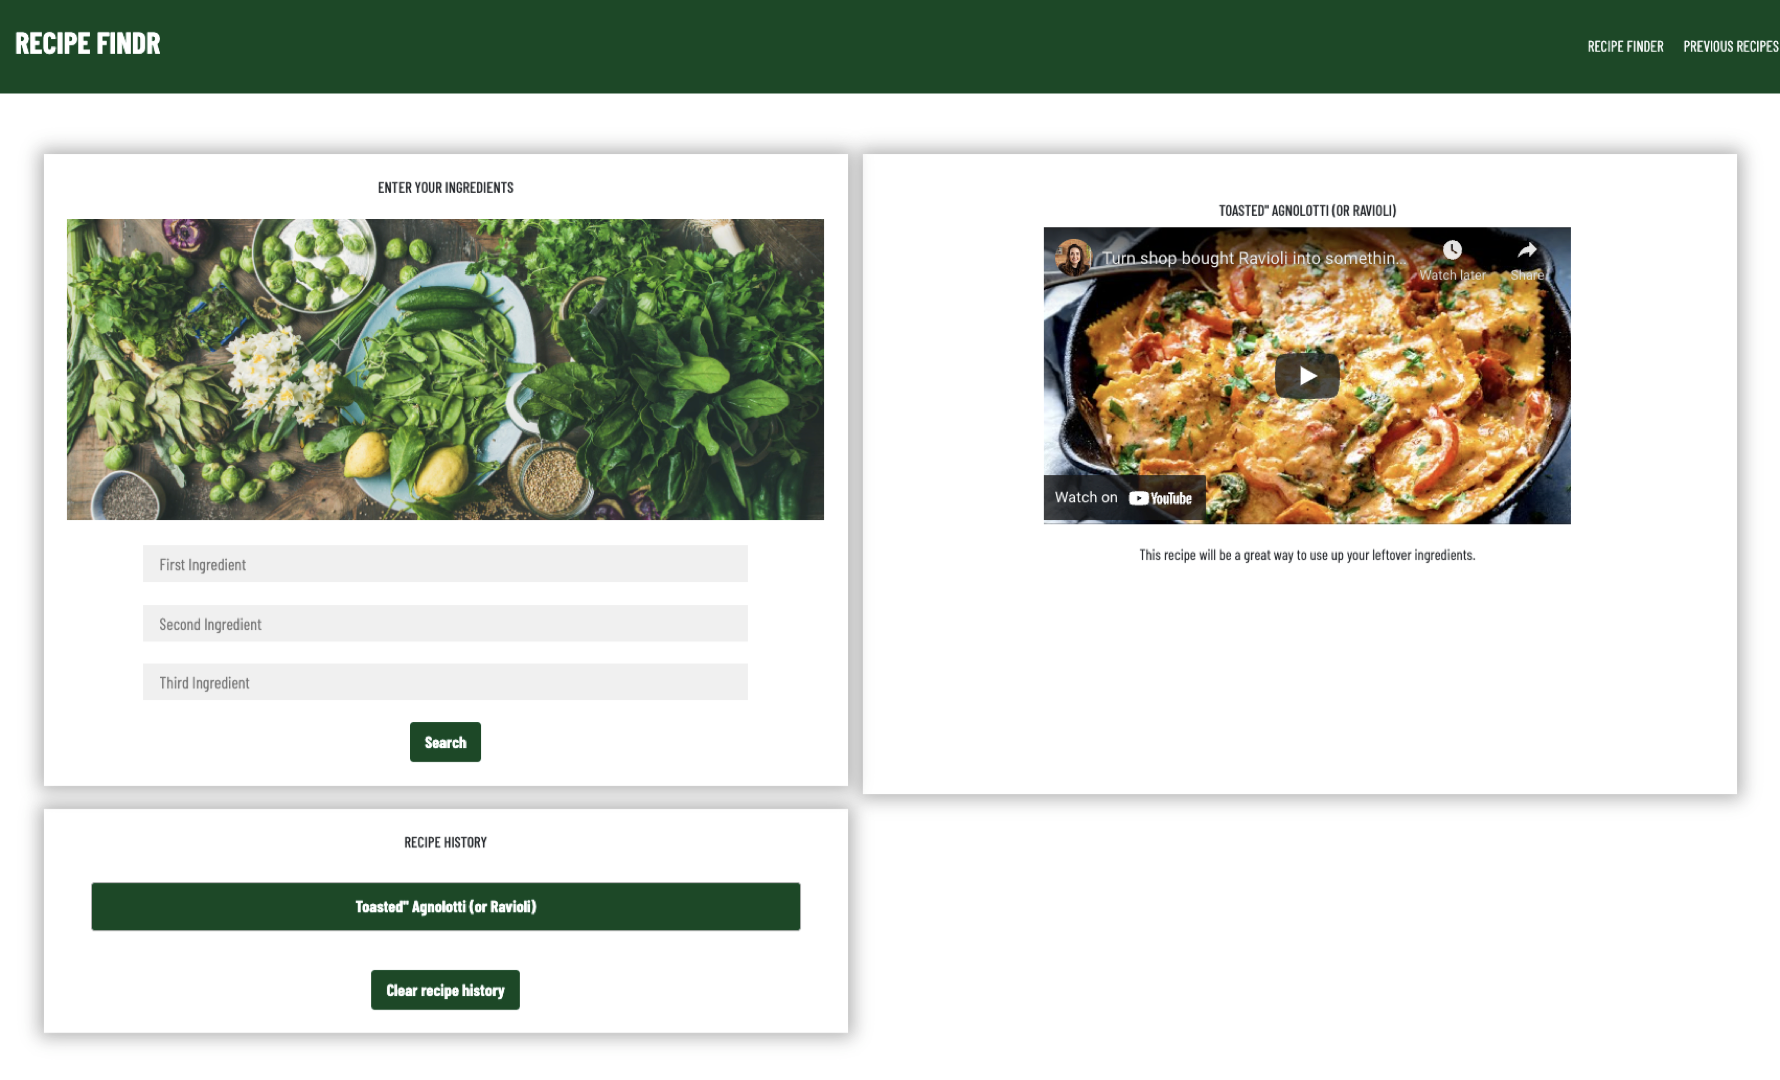 RECIPE FINDR
RECIPE FINDER
PREVIOUS RECIPES
ENTER YOUR INGREDIENTS
First Ingredient
Second Ingredient
Third Ingredient
Search
TOASTED" AGNOLOTTI (OR RAVIOLI)
Turn shop bought Ravioli into somethin...
Watch later
Share
Watch on YouTube
This recipe will be a great way to use up your leftover ingredients.
RECIPE HISTORY
Toasted" Agnolotti (or Ravioli)
Clear recipe history